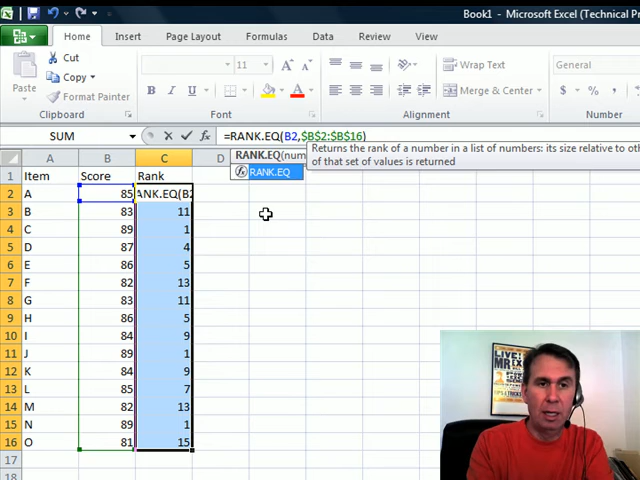 Book1 - Microsoft Excel (Technical Pr
Home Insert Page Layout Formulas Data Review View
Cut
Copy
Paste Format Painter
Clipboard
11 A A
B I U A
Font
Wrap Text
Merge & Center
Alignment
General
$ % ,
Number
SUM =RANK.EQ(B2,$B$2:$B$16)
RANK.EQ(num
Returns the rank of a number in a list of numbers: its size relative to oth
of that set of values is returned
RANK.EQ
A B C D
1 Item Score Rank
2 A 85 ANK.EQ(B2
3 B 83 11
4 C 89 1
5 D 87 4
6 E 86 5
7 F 82 13
8 G 83 11
9 H 86 5
10 I 84 9
11 J 89 1
12 K 84 9
13 L 85 7
14 M 82 13
15 N 89 1
16 O 81 15
17
18
LIVE!
MR